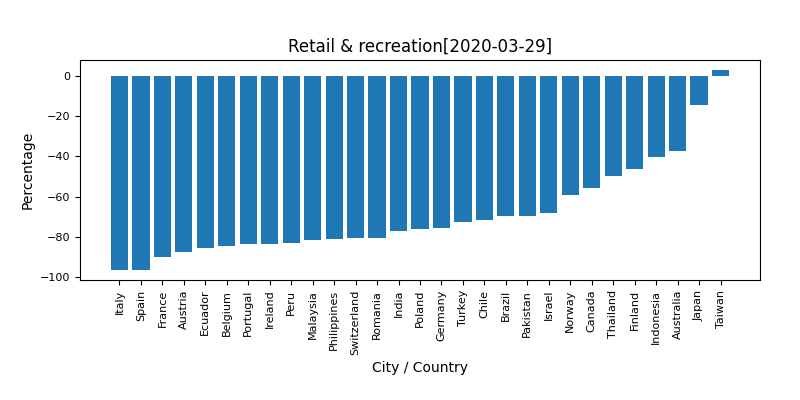 Retail & recreation[2020-03-29]
0
−20
−40
−60
−80
−100
Percentage
Italy
Spain
France
Austria
Ecuador
Belgium
Portugal
Ireland
Peru
Malaysia
Philippines
Switzerland
Romania
India
Poland
Germany
Turkey
Chile
Brazil
Pakistan
Israel
Norway
Canada
Thailand
Finland
Indonesia
Australia
Japan
Taiwan
City / Country